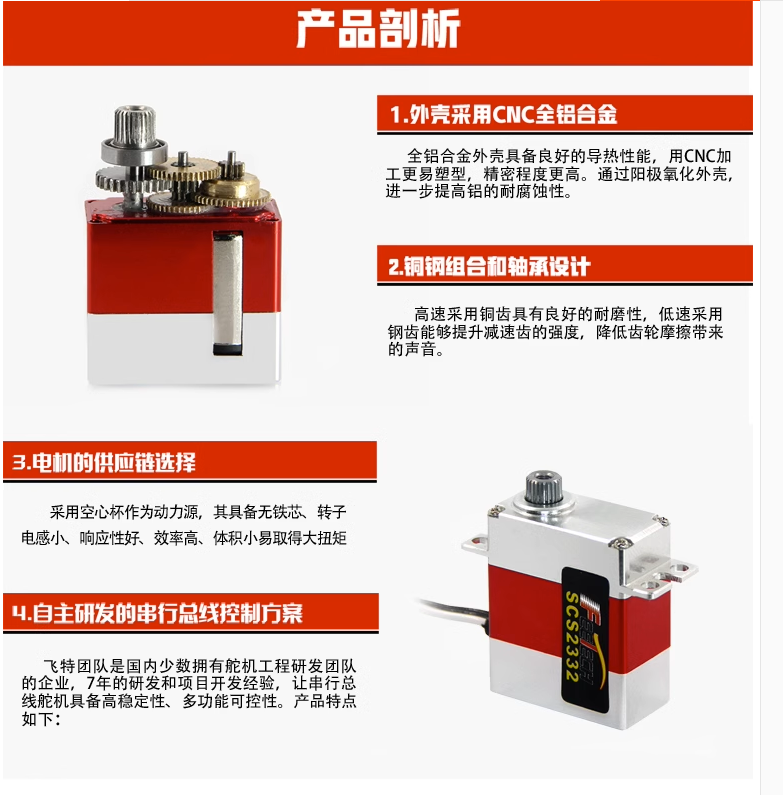 产品剖析
1.外壳采用CNC全铝合金
全铝合金外壳具备良好的导热性能，用CNC加
工更易塑型，精密程度更高。通过阳极氧化外壳，
进一步提高铝的耐腐蚀性。
2.铜钢组合和轴承设计
高速采用铜齿具有良好的耐磨性，低速采用
钢齿能够提升减速齿的强度，降低齿轮摩擦带来
的声音。
3.电机的供应链选择
采用空心杯作为动力源，其具备无铁芯、转子
电感小、响应性好、效率高、体积小易取得大扭矩
4.自主研发的串行总线控制方案
飞特团队是国内少数拥有舵机工程研发团队
的企业，7年的研发和项目开发经验，让串行总
线舵机具备高稳定性、多功能可控性。产品特点
如下：
FEETECH
SCS2332